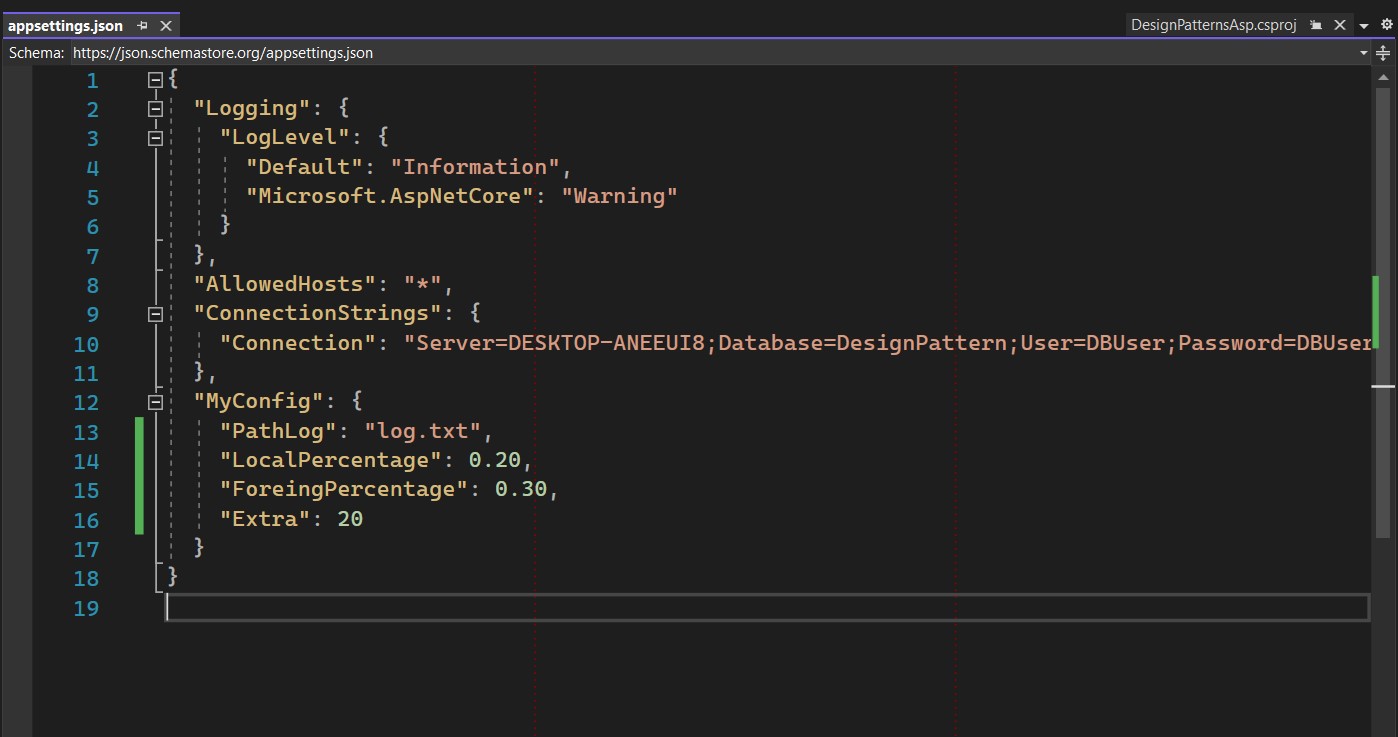 appsettings.json
DesignPatternsAsp.csproj
Schema: https://json.schemastore.org/appsettings.json
1 {
2 "Logging": {
3 "LogLevel": {
4 "Default": "Information",
5 "Microsoft.AspNetCore": "Warning"
6 }
7 },
8 "AllowedHosts": "*",
9 "ConnectionStrings": {
10 "Connection": "Server=DESKTOP-ANEEUI8;Database=DesignPattern;User=DBUser;Password=DBUser
11 },
12 "MyConfig": {
13 "PathLog": "log.txt",
14 "LocalPercentage": 0.20,
15 "ForeingPercentage": 0.30,
16 "Extra": 20
17 }
18 }
19